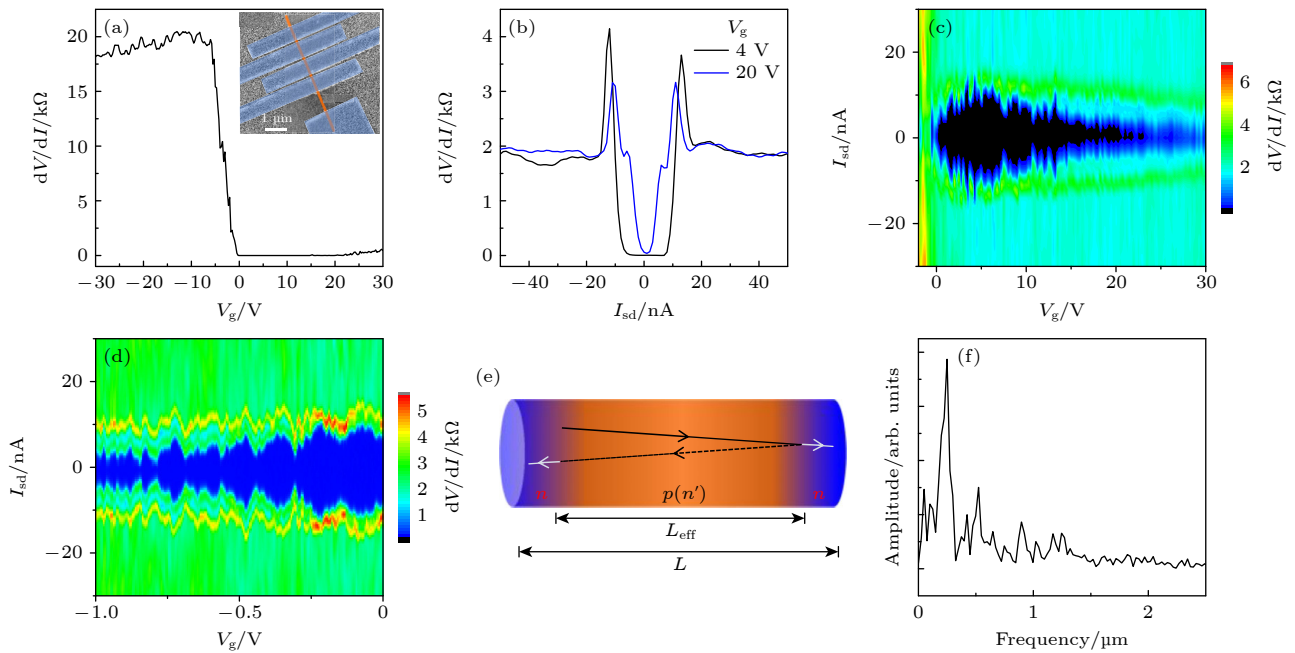 (a)
20
15
10
5
0
−30
−20
−10
0
10
20
30
dV/dI/kΩ
Vg/V
1 μm
(b)
4
3
2
1
0
−40
−20
0
20
40
dV/dI/kΩ
Isd/nA
Vg
4 V
20 V
(c)
20
0
−20
0
5
10
15
20
25
30
Isd/nA
Vg/V
6
4
2
dV/dI/kΩ
(d)
20
0
−20
−1.0
−0.5
0
Isd/nA
Vg/V
5
4
3
2
1
dV/dI/kΩ
(e)
n
p(n′)
n
Leff
L
(f)
Amplitude/arb. units
0
1
2
Frequency/μm